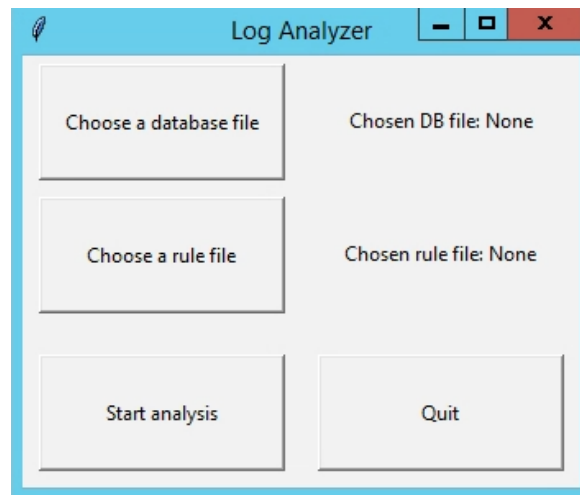 Log Analyzer
Choose a database file
Chosen DB file: None
Choose a rule file
Chosen rule file: None
Start analysis
Quit